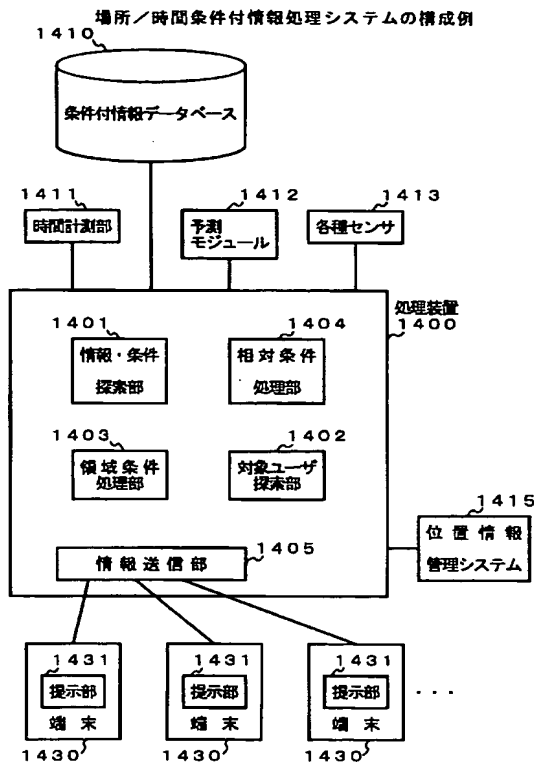 場所／時間条件付情報処理システムの構成例
1410
条件付情報データベース
1411
時間計測部
1412
予測
モジュール
1413
各種センサ
処理装置
1400
1401
情報・条件
探索部
1404
相対条件
処理部
1403
領域条件
処理部
1402
対象ユーザ
探索部
1405
情報送信部
1415
位置情報
管理システム
1431
提示部
端末
1430
1431
提示部
端末
1430
1431
提示部
端末
1430
・・・